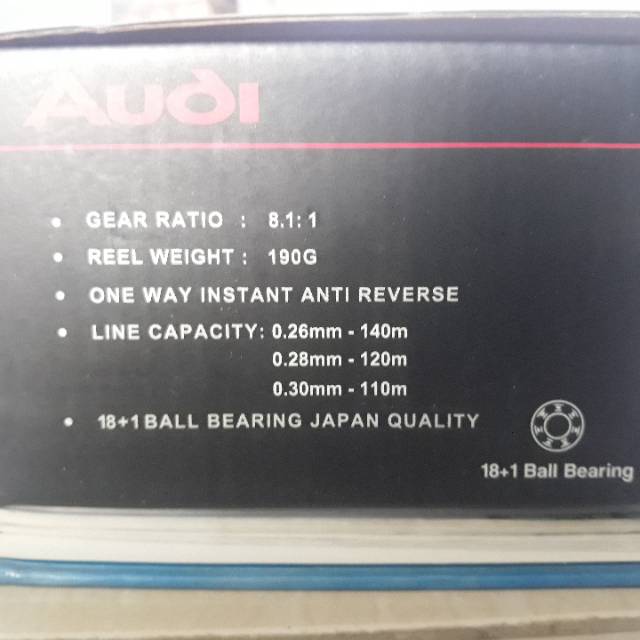 AUDI
• GEAR RATIO : 8.1:1
• REEL WEIGHT : 190G
• ONE WAY INSTANT ANTI REVERSE
• LINE CAPACITY: 0.26mm - 140m
0.28mm - 120m
0.30mm - 110m
• 18+1 BALL BEARING JAPAN QUALITY
18+1 Ball Bearing